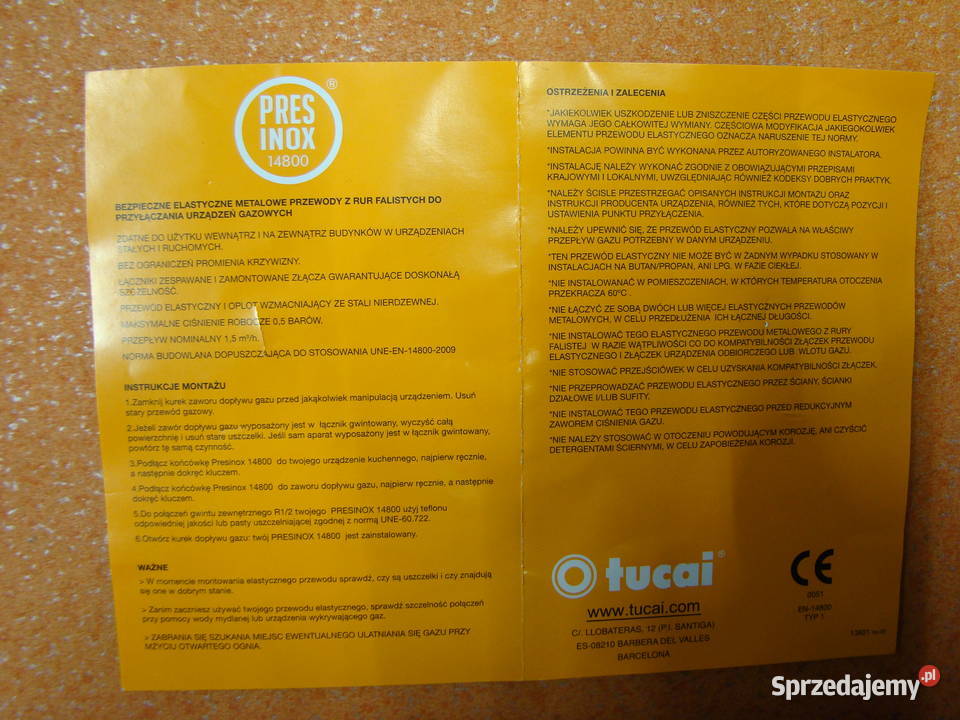 PRES
INOX
14800
®
BEZPIECZNE ELASTYCZNE METALOWE PRZEWODY Z RUR FALISTYCH DO
PRZYŁĄCZANIA URZĄDZEŃ GAZOWYCH
ZDATNE DO UŻYTKU WEWNĄTRZ I NA ZEWNĄTRZ BUDYNKÓW W URZĄDZENIACH
STAŁYCH I RUCHOMYCH.
BEZ OGRANICZEŃ PROMIENIA KRZYWIZNY.
ŁĄCZNIKI ZESPAWANE I ZAMONTOWANE ZŁĄCZA GWARANTUJĄCE DOSKONAŁĄ
SZCZELNOŚĆ.
PRZEWÓD ELASTYCZNY I OPLOT WZMACNIAJĄCY ZE STALI NIERDZEWNEJ.
MAKSYMALNE CIŚNIENIE ROBOCZE 0,5 BARÓW.
PRZEPŁYW NOMINALNY 1,5 m³/h.
NORMA BUDOWLANA DOPUSZCZAJĄCA DO STOSOWANIA UNE-EN-14800-2009
INSTRUKCJE MONTAŻU
1.Zamknij kurek zaworu dopływu gazu przed jakąkolwiek manipulacją urządzeniem. Usuń
stary przewód gazowy.
2.Jeżeli zawór dopływu gazu wyposażony jest w łącznik gwintowany, wyczyść całą
powierzchnię i usuń stare uszczelki. Jeśli sam aparat wyposażony jest w łącznik gwintowany,
powtórz tę samą czynność.
3.Podłącz końcówkę Presinox 14800 do twojego urządzenie kuchennego, najpierw ręcznie,
a następnie dokręć kluczem.
4.Podłącz końcówkę Presinox 14800 do zaworu dopływu gazu, najpierw ręcznie, a następnie
dokręć kluczem.
5.Do połączeń gwintu zewnętrznego R1/2 twojego PRESINOX 14800 użyj teflonu
odpowiedniej jakości lub pasty uszczelniającej zgodnej z normą UNE-60.722.
6.Otwórz kurek dopływu gazu: twój PRESINOX 14800 jest zainstalowany.
WAŻNE
> W momencie montowania elastycznego przewodu sprawdź, czy są uszczelki i czy znajdują
się one w dobrym stanie.
> Zanim zaczniesz używać twojego przewodu elastycznego, sprawdź szczelność połączeń
przy pomocy wody mydlanej lub urządzenia wykrywającego gaz.
> ZABRANIA SIĘ SZUKANIA MIEJSC EWENTUALNEGO ULATNIANIA SIĘ GAZU PRZY
MŻYCIU OTWARTEGO OGNIA.
OSTRZEŻENIA I ZALECENIA
*JAKIEKOLWIEK USZKODZENIE LUB ZNISZCZENIE CZĘŚCI PRZEWODU ELASTYCZNEGO
WYMAGA JEGO CAŁKOWITEJ WYMIANY. CZĘŚCIOWA MODYFIKACJA JAKIEGOKOLWIEK
ELEMENTU PRZEWODU ELASTYCZNEGO OZNACZA NARUSZENIE TEJ NORMY.
*INSTALACJA POWINNA BYĆ WYKONANA PRZEZ AUTORYZOWANEGO INSTALATORA.
*INSTALACJĘ NALEŻY WYKONAĆ ZGODNIE Z OBOWIĄZUJĄCYMI PRZEPISAMI
KRAJOWYMI I LOKALNYMI, UWZGLĘDNIAJĄC RÓWNIEŻ KODEKSY DOBRYCH PRAKTYK.
*NALEŻY ŚCISLE PRZESTRZEGAĆ OPISANYCH INSTRUKCJI MONTAŻU ORAZ
INSTRUKCJI PRODUCENTA URZĄDZENIA, RÓWNIEŻ TYCH, KTÓRE DOTYCZĄ POZYCJI I
USTAWIENIA PUNKTU PRZYŁĄCZENIA.
*NALEŻY UPEWNIĆ SIĘ, ŻE PRZEWÓD ELASTYCZNY POZWALA NA WŁAŚCIWY
PRZEPŁYW GAZU POTRZEBNY W DANYM URZĄDZENIU.
*TEN PRZEWÓD ELASTYCZNY NIE MOŻE BYĆ W ŻADNYM WYPADKU STOSOWANY W
INSTALACJACH NA BUTAN/PROPAN, ANI LPG, W FAZIE CIEKŁEJ.
*NIE INSTALOWANAĆ W POMIESZCZENIACH, W KTÓRYCH TEMPERATURA OTOCZENIA
PRZEKRACZA 60ºC .
*NIE ŁĄCZYĆ ZE SOBĄ DWÓCH LUB WIĘCEJ ELASTYCZNYCH PRZEWODÓW
METALOWYCH, W CELU PRZEDŁUŻENIA ICH ŁĄCZNEJ DŁUGOŚCI.
*NIE INSTALOWAĆ TEGO ELASTYCZNEGO PRZEWODU METALOWEGO Z RURY
FALISTEJ W RAZIE WĄTPLIWOŚCI CO DO KOMPATYBILNOŚCI ZŁĄCZEK PRZEWODU
ELASTYCZNEGO I ZŁĄCZEK URZĄDZENIA ODBIORCZEGO LUB WLOTU GAZU.
*NIE STOSOWAĆ PRZEJŚCIÓWEK W CELU UZYSKANIA KOMPATYBILNOŚCI ZŁĄCZEK.
*NIE PRZEPROWADZAĆ PRZEWODU ELASTYCZNEGO PRZEZ ŚCIANY, ŚCIANKI
DZIAŁOWE I/LUB SUFITY.
*NIE INSTALOWAĆ TEGO PRZEWODU ELASTYCZNEGO PRZED REDUKCYJNYM
ZAWOREM CIŚNIENIA GAZU.
*NIE NALEŻY STOSOWAĆ W OTOCZENIU POWODUJĄCYM KOROZJĘ, ANI CZYŚCIĆ
DETERGENTAMI ŚCIERNYMI, W CELU ZAPOBIEŻENIA KOROZJI.
tucai®
www.tucai.com
C/. LLOBATERAS, 12 (P.I. SANTIGA)
ES-08210 BARBERA DEL VALLES
BARCELONA
CE
0051
EN-14800
TYP 1
13601
Sprzedajemy.pl